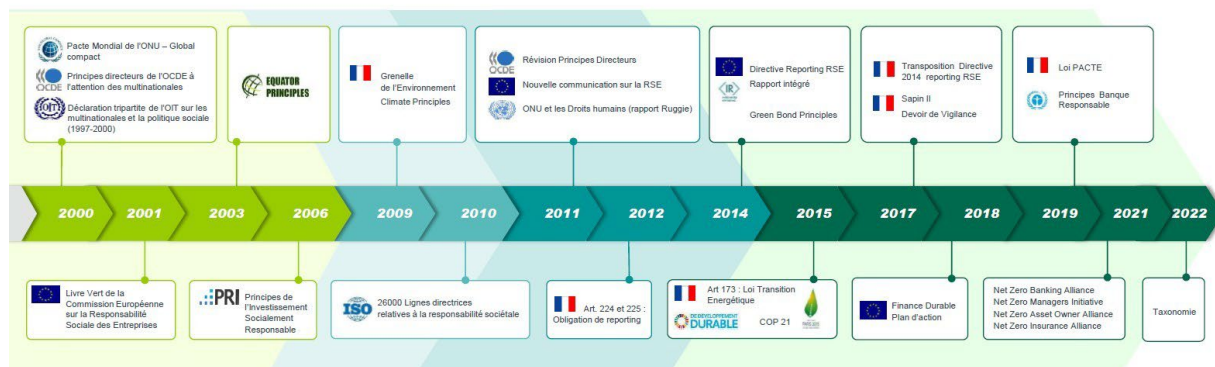 Pacte Mondial de l'ONU – Global
compact
OCDE
Principes directeurs de l'OCDE à
l'attention des multinationales
OIT
Déclaration tripartite de l'OIT sur les
multinationales et la politique sociale
(1997-2000)
EQUATOR
PRINCIPLES
Grenelle
de l'Environnement
Climate Principles
OCDE
Révision Principes Directeurs
Nouvelle communication sur la RSE
ONU et les Droits humains (rapport Ruggie)
Directive Reporting RSE
IR
Rapport intégré
Green Bond Principles
Transposition Directive
2014 reporting RSE
Sapin II
Devoir de Vigilance
Loi PACTE
Principes Banque
Responsable
2000
2001
2003
2006
2009
2010
2011
2012
2014
2015
2017
2018
2019
2021
2022
Livre Vert de la
Commission Européenne
sur la Responsabilité
Sociale des Entreprises
PRI
Principes de
l'Investissement
Socialement
Responsable
ISO
26000 Lignes directrices
relatives à la responsabilité sociétale
Art. 224 et 225 :
Obligation de reporting
Art 173 : Loi Transition
Energétique
DE DÉVELOPPEMENT
DURABLE
COP 21
Finance Durable
Plan d'action
Net Zero Banking Alliance
Net Zero Managers Initiative
Net Zero Asset Owner Alliance
Net Zero Insurance Alliance
Taxonomie